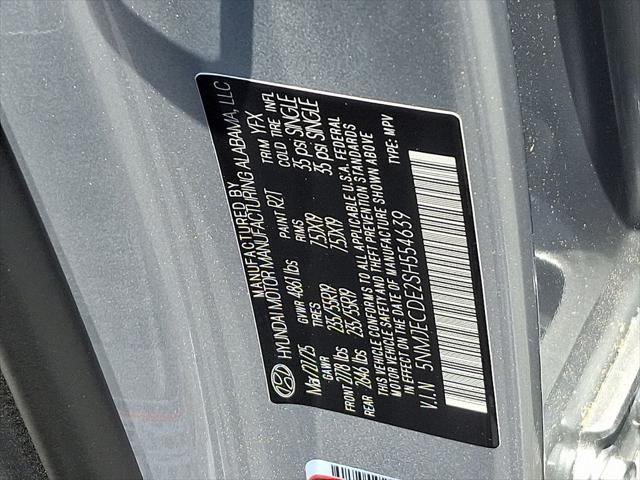 MANUFACTURED BY
HYUNDAI MOTOR MANUFACTURING ALABAMA, LLC
Mar/27/25 GVWR 4861 lbs PAINT R2T TRIM YFX
GAWR TIRES RIMS COLD TIRE INFL
FRONT 2778 lbs 235/55R19 7.5JX19 35 psi SINGLE
REAR 2646 lbs 235/55R19 7.5JX19 35 psi SINGLE
THIS VEHICLE CONFORMS TO ALL APPLICABLE U.S.A. FEDERAL
MOTOR VEHICLE SAFETY AND THEFT PREVENTION STANDARDS
IN EFFECT ON THE DATE OF MANUFACTURE SHOWN ABOVE
V.I.N 5NMJECDE2SH554639 TYPE: MPV